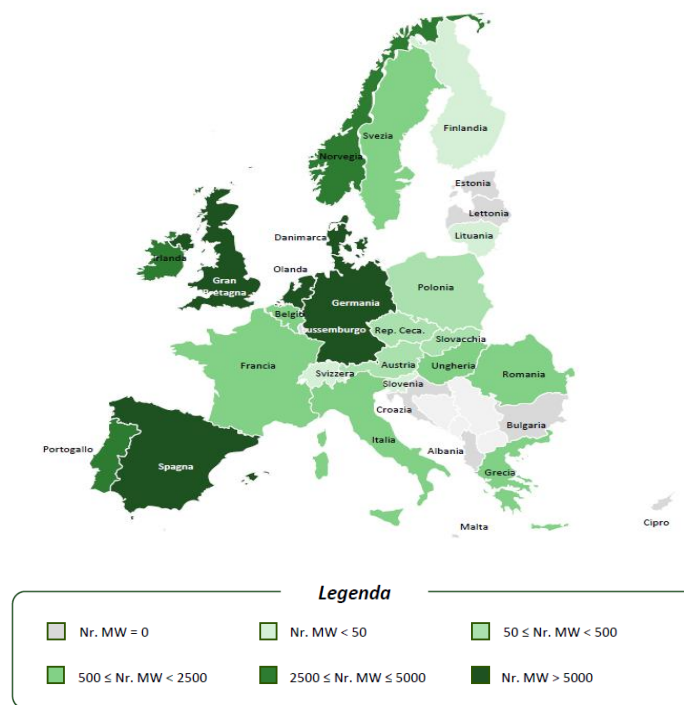 Finlandia
Svezia
Norvegia
Estonia
Lettonia
Lituania
Danimarca
Irlanda
Olanda
Gran
Bretagna
Germania
Polonia
Belgio
Lussemburgo
Rep. Ceca.
Slovacchia
Francia
Austria
Ungheria
Svizzera
Romania
Slovenia
Croazia
Bulgaria
Italia
Portogallo
Albania
Spagna
Grecia
Malta
Cipro
Legenda
Nr. MW = 0
Nr. MW < 50
50 ≤ Nr. MW < 500
500 ≤ Nr. MW < 2500
2500 ≤ Nr. MW ≤ 5000
Nr. MW > 5000